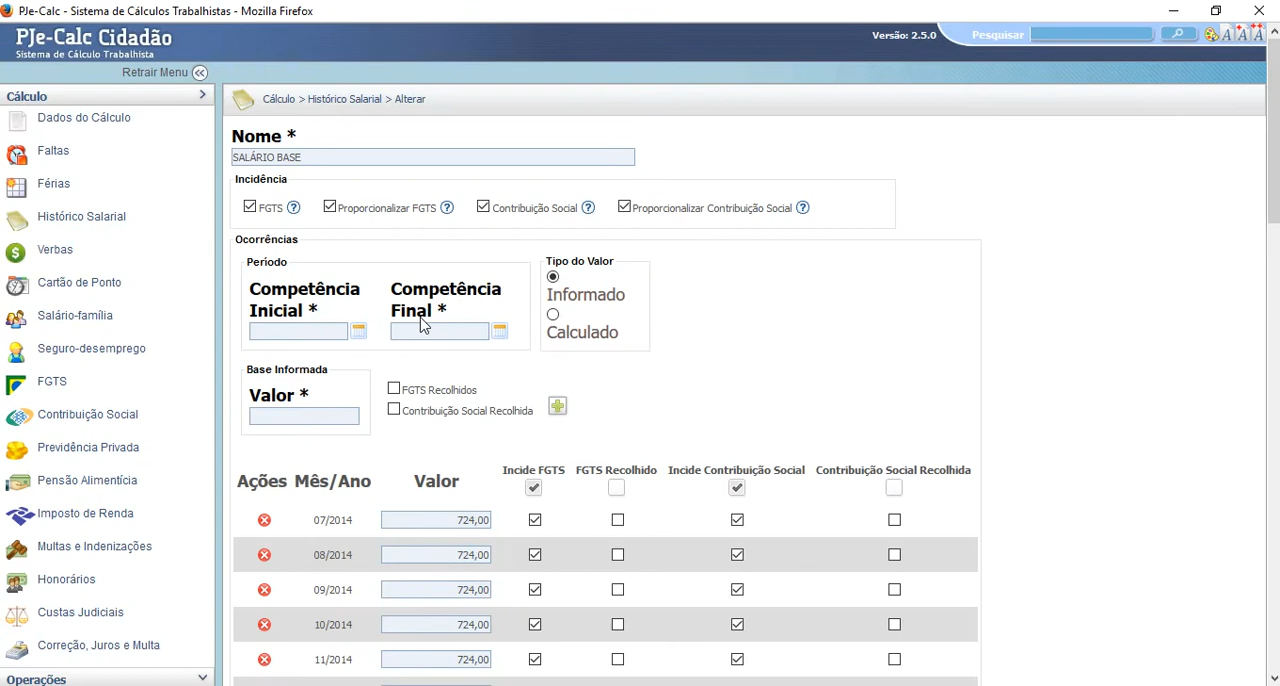 PJe-Calc - Sistema de Cálculos Trabalhistas - Mozilla Firefox
PJe-Calc Cidadão
Sistema de Cálculo Trabalhista
Versão: 2.5.0
Pesquisar
A A A
Retrair Menu
Cálculo
Dados do Cálculo
Faltas
Férias
Histórico Salarial
Verbas
Cartão de Ponto
Salário-família
Seguro-desemprego
FGTS
Contribuição Social
Previdência Privada
Pensão Alimentícia
Imposto de Renda
Multas e Indenizações
Honorários
Custas Judiciais
Correção, Juros e Multa
Operações
Cálculo > Histórico Salarial > Alterar
Nome *
SALÁRIO BASE
Incidência
FGTS ? Proporcionalizar FGTS ? Contribuição Social ? Proporcionalizar Contribuição Social ?
Ocorrências
Período
Competência Inicial *
Competência Final *
Tipo do Valor
Informado
Calculado
Base Informada
Valor *
FGTS Recolhidos
Contribuição Social Recolhida
Ações Mês/Ano Valor Incide FGTS FGTS Recolhido Incide Contribuição Social Contribuição Social Recolhida
07/2014 724,00
08/2014 724,00
09/2014 724,00
10/2014 724,00
11/2014 724,00